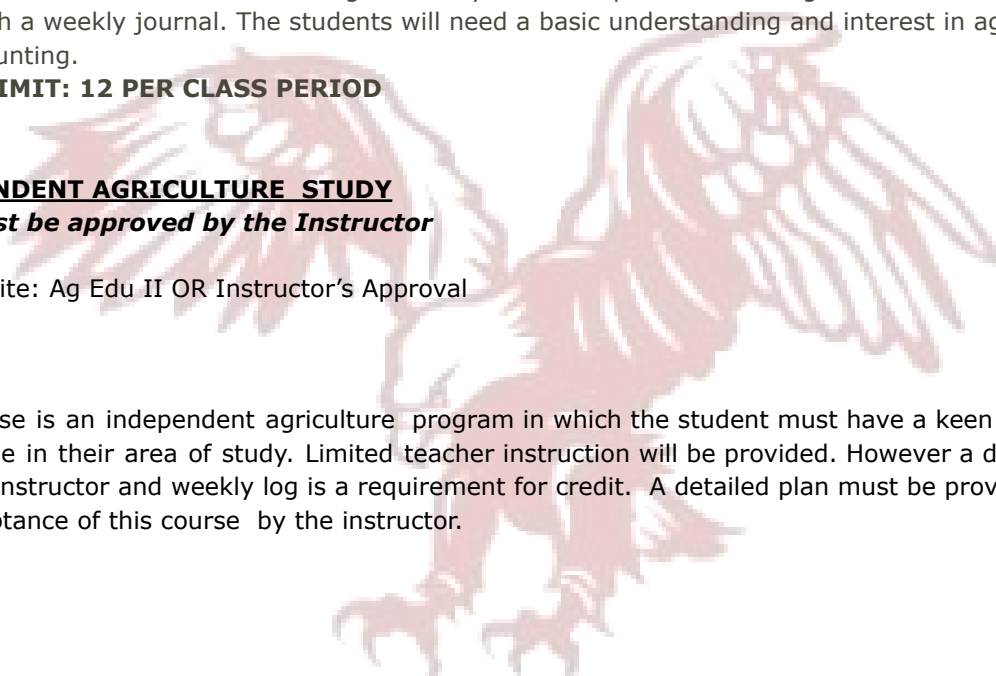 h a weekly journal. The students will need a basic understanding and interest in ag
unting.
IMIT: 12 PER CLASS PERIOD
NDENT AGRICULTURE STUDY
st be approved by the Instructor
ite: Ag Edu II OR Instructor's Approval
se is an independent agriculture program in which the student must have a keen
e in their area of study. Limited teacher instruction will be provided. However a d
nstructor and weekly log is a requirement for credit. A detailed plan must be prov
ptance of this course by the instructor.